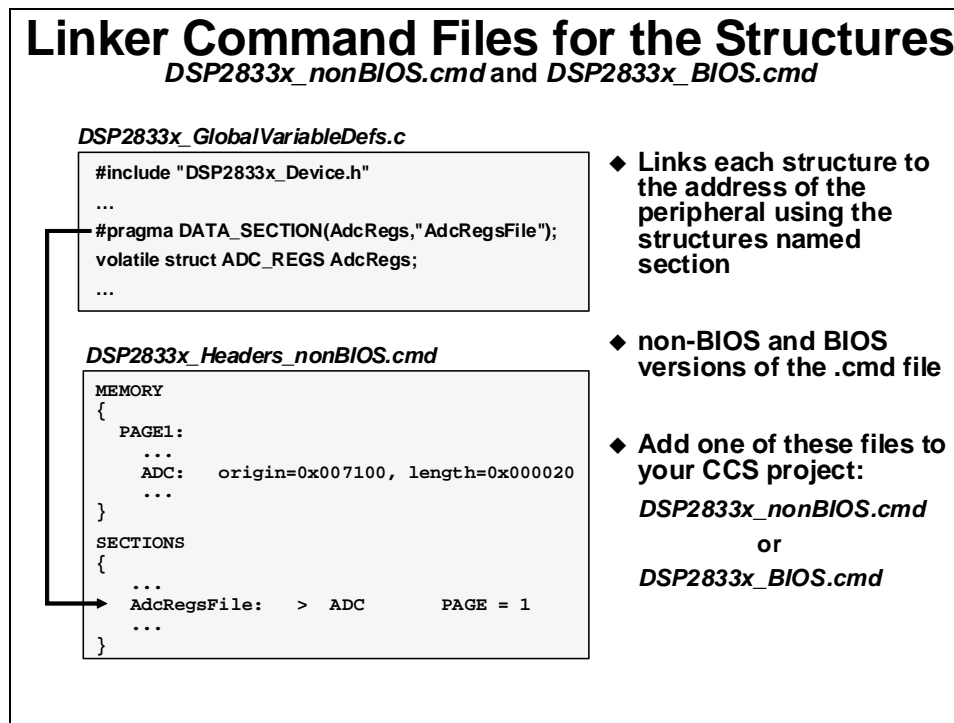 Linker Command Files for the Structures
DSP2833x_nonBIOS.cmd and DSP2833x_BIOS.cmd
DSP2833x_GlobalVariableDefs.c
#include "DSP2833x_Device.h"
…
#pragma DATA_SECTION(AdcRegs,"AdcRegsFile");
volatile struct ADC_REGS AdcRegs;
…
DSP2833x_Headers_nonBIOS.cmd
MEMORY
{
PAGE1:
...
ADC: origin=0x007100, length=0x000020
...
}
SECTIONS
{
...
AdcRegsFile: > ADC PAGE = 1
...
}
◆ Links each structure to
the address of the
peripheral using the
structures named
section
◆ non-BIOS and BIOS
versions of the .cmd file
◆ Add one of these files to
your CCS project:
DSP2833x_nonBIOS.cmd
or
DSP2833x_BIOS.cmd